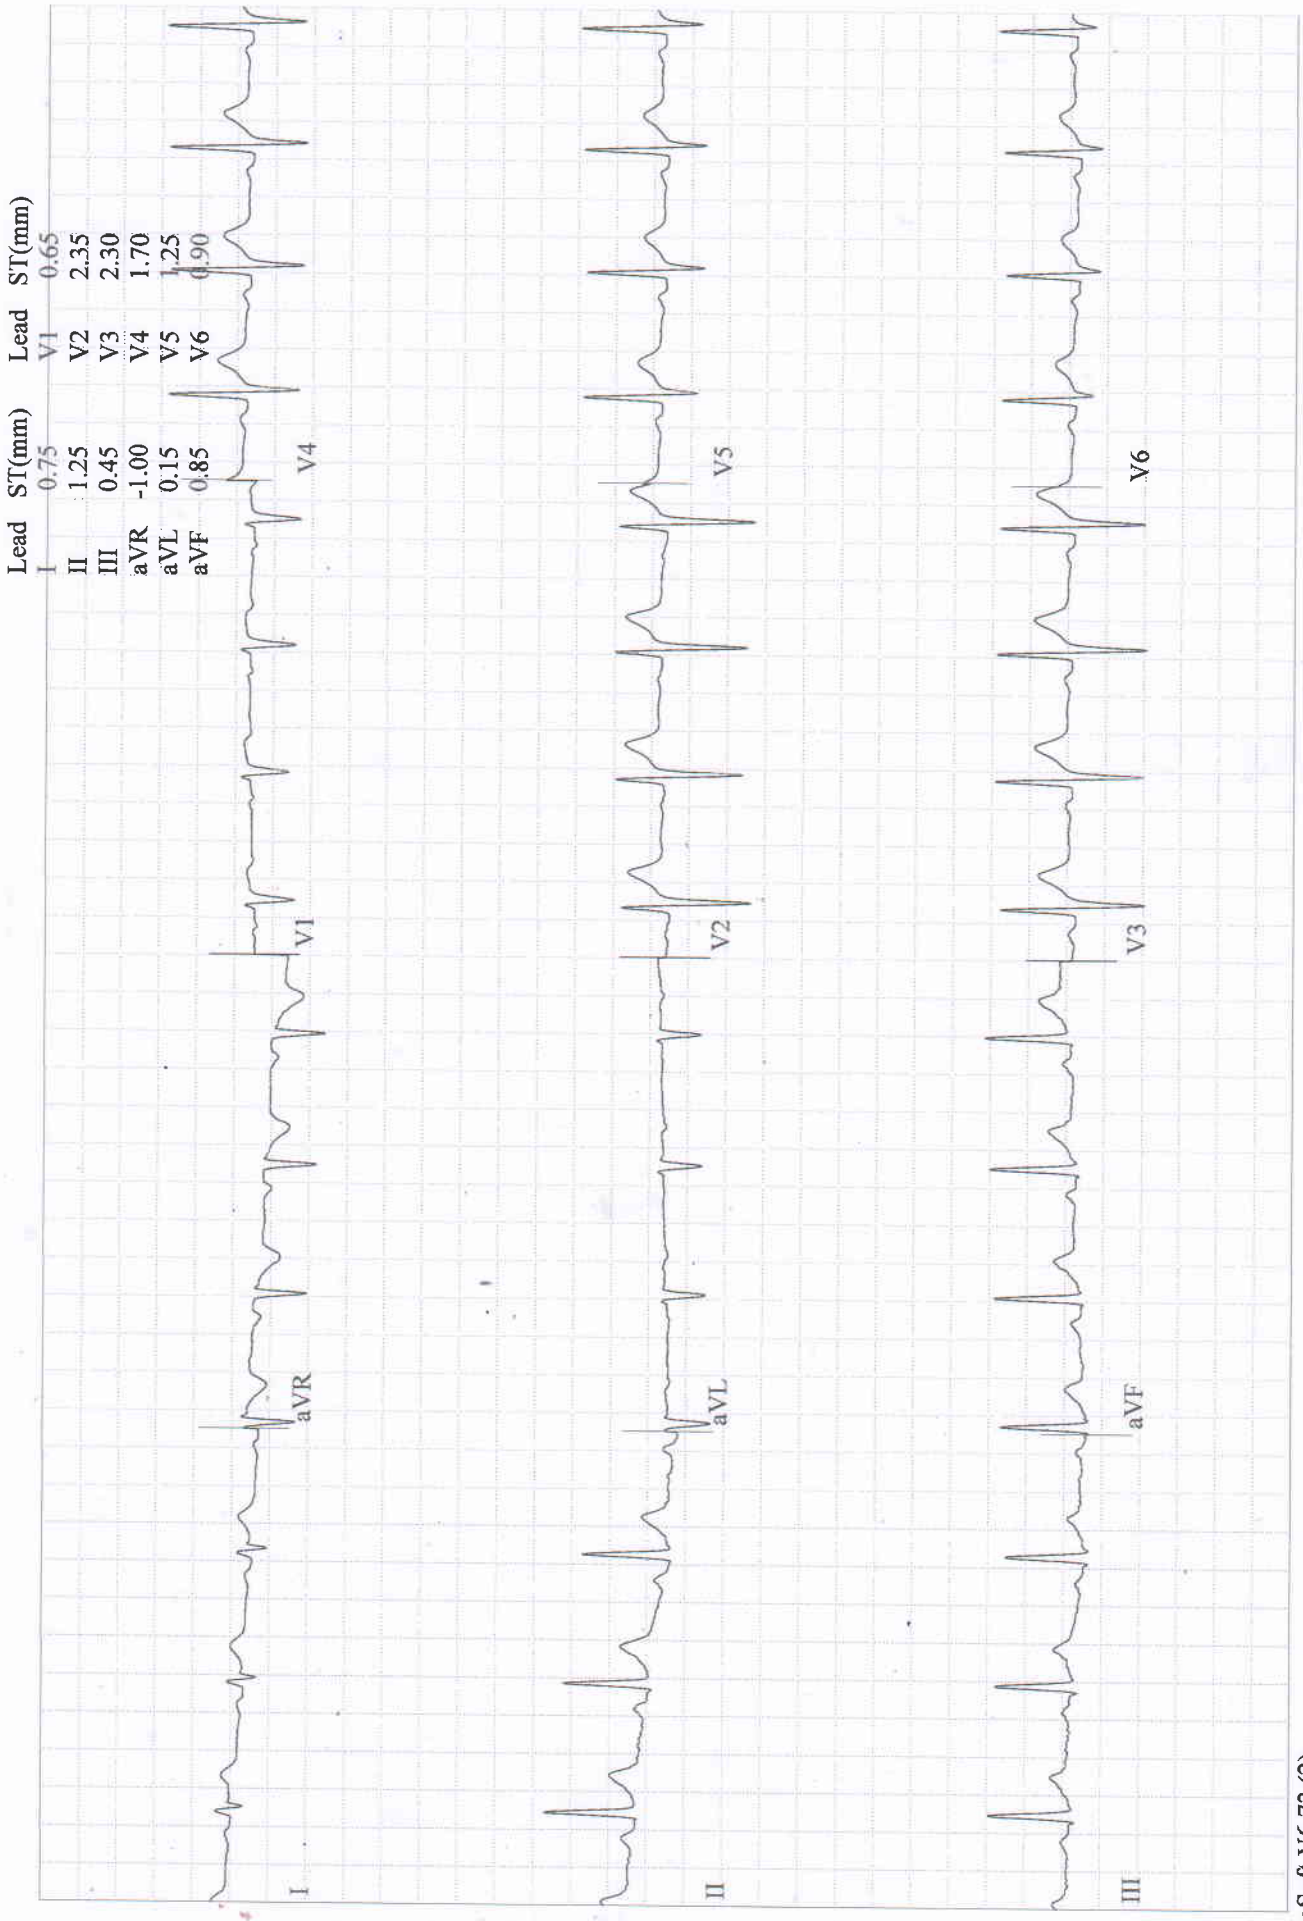 Lead ST(mm) Lead ST(mm)
I 0.75 V1 0.65
II 1.25 V2 2.35
III 0.45 V3 2.30
aVR -1.00 V4 1.70
aVL 0.15 V5 1.25
aVF 0.85 V6 0.90
I aVR V1 V4
II aVL V2 V5
III aVF V3 V6